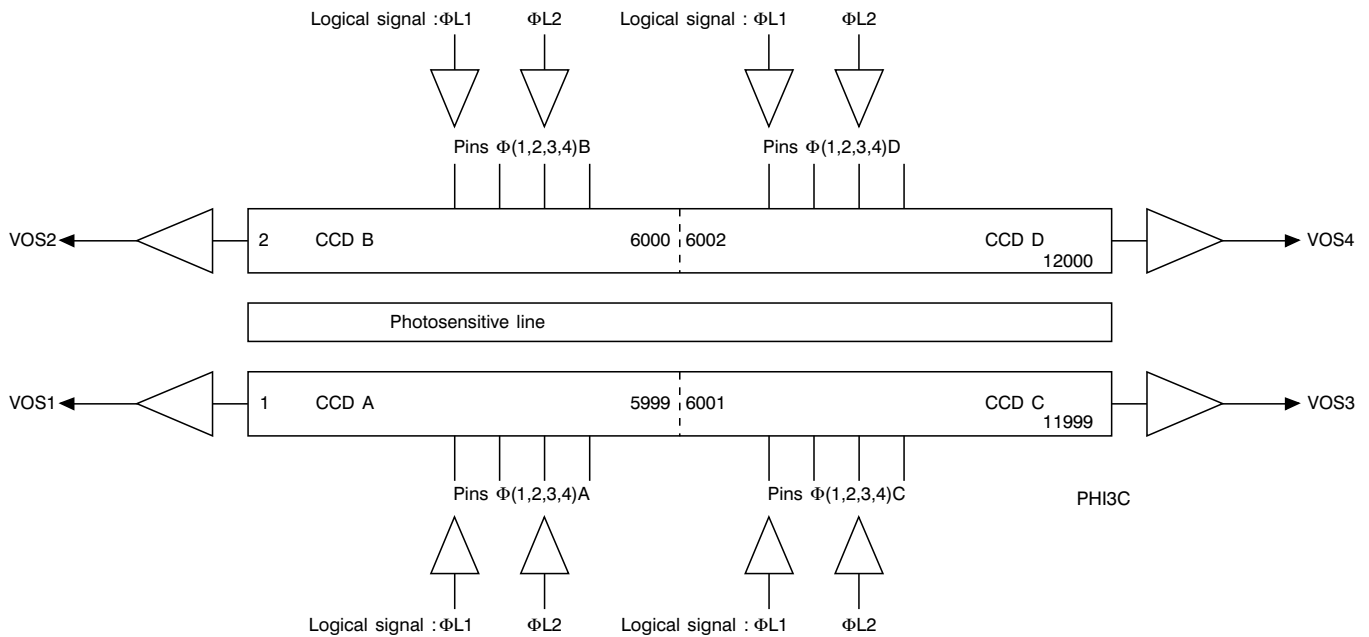 Logical signal : ΦL1 ΦL2 Logical signal : ΦL1 ΦL2
Pins Φ(1,2,3,4)B Pins Φ(1,2,3,4)D
VOS2 2 CCD B 6000 6002 CCD D 12000 VOS4
Photosensitive line
VOS1 1 CCD A 5999 6001 CCD C 11999 VOS3
Pins Φ(1,2,3,4)A Pins Φ(1,2,3,4)C
PHI3C
Logical signal : ΦL1 ΦL2 Logical signal : ΦL1 ΦL2